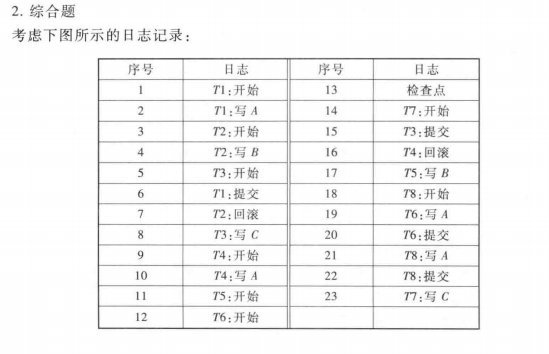 2. 综合题
考虑下图所示的日志记录：
序号 日志 序号 日志
1 T1:开始 13 检查点
2 T1:写 A 14 T7:开始
3 T2:开始 15 T3:提交
4 T2:写 B 16 T4:回滚
5 T3:开始 17 T5:写 B
6 T1:提交 18 T8:开始
7 T2:回滚 19 T6:写 A
8 T3:写 C 20 T6:提交
9 T4:开始 21 T8:写 A
10 T4:写 A 22 T8:提交
11 T5:开始 23 T7:写 C
12 T6:开始